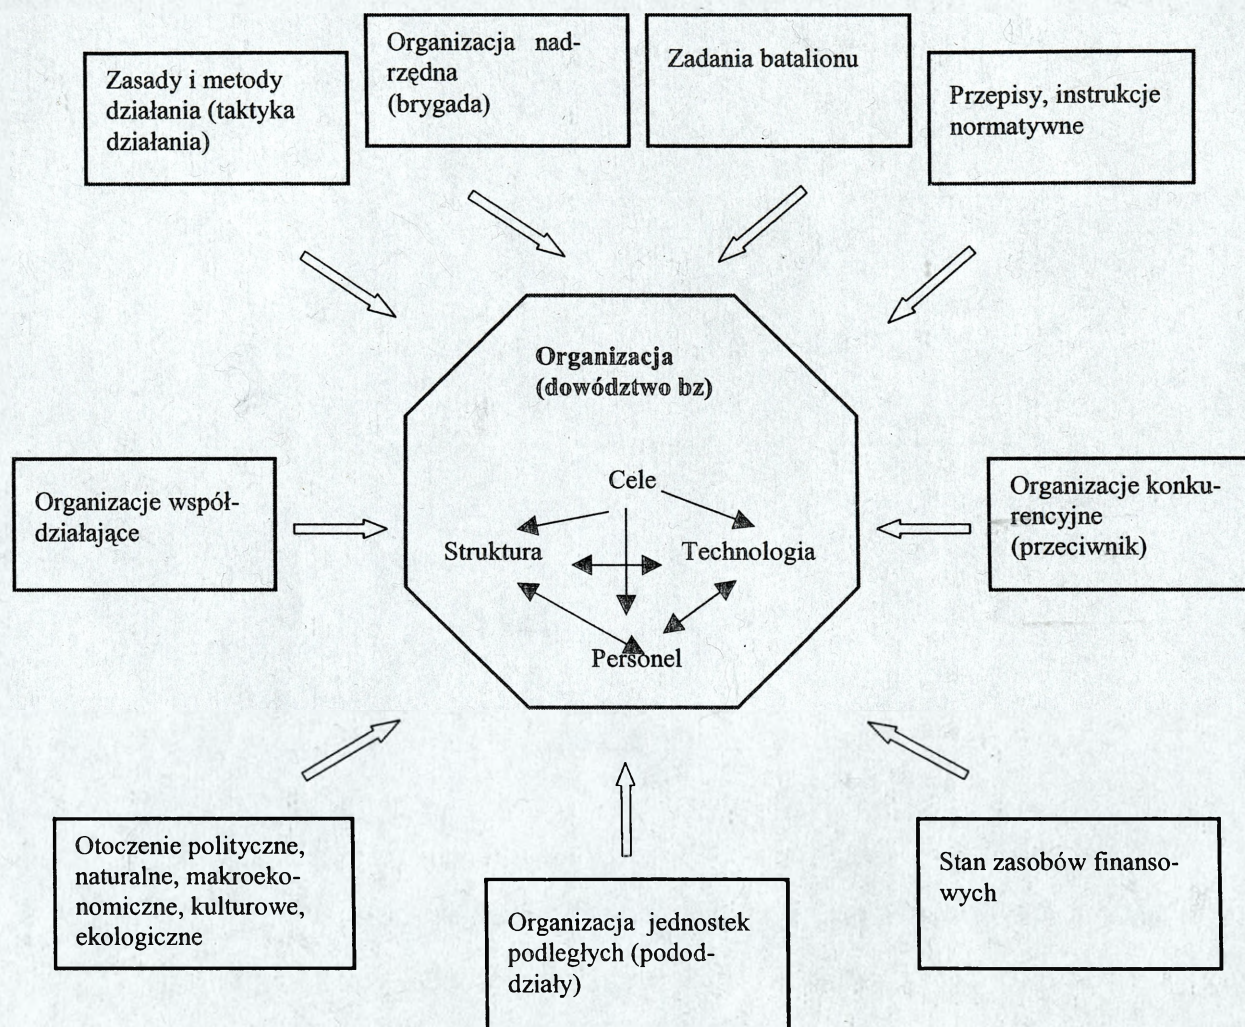 Zasady i metody
działania (taktyka
działania)
Organizacja nad-
rzędna
(brygada)
Zadania batalionu
Przepisy, instrukcje
normatywne
Organizacja
(dowództwo bz)
Cele
Struktura
Technologia
Personel
Organizacje współ-
działające
Organizacje konku-
rencyjne
(przeciwnik)
Otoczenie polityczne,
naturalne, makroeko-
nomiczne, kulturowe,
ekologiczne
Organizacja jednostek
podległych (podod-
działy)
Stan zasobów finanso-
wych